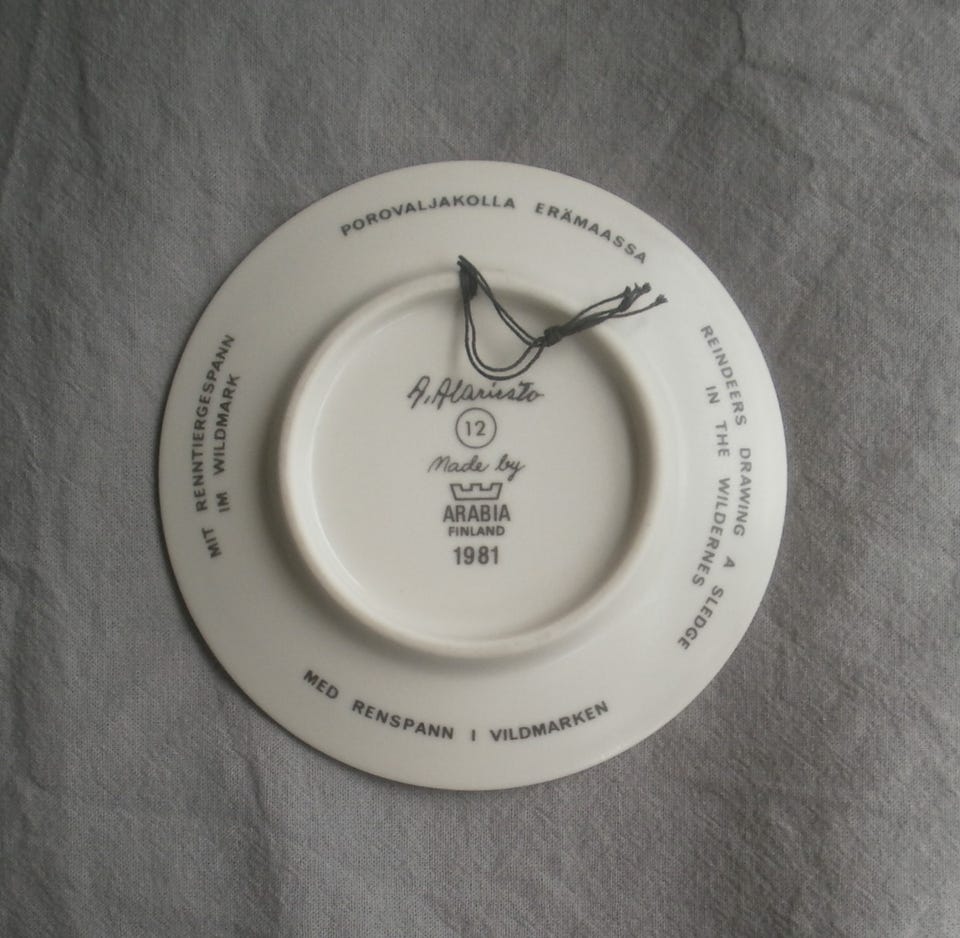 POROVALJAKOLLA ERÄMAASSA
REINDEERS DRAWING A SLEDGE
IN THE WILDERNES
MED RENSPANN I VILDMARKEN
MIT RENNTIERGESPANN
IM WILDMARK
A. Alariesto
12
Made by
ARABIA
FINLAND
1981